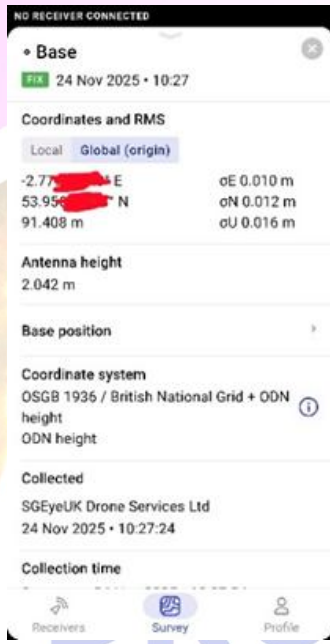 NO RECEIVER CONNECTED
Base
FIX 24 Nov 2025 • 10:27
Coordinates and RMS
Local Global (origin)
-2.77 E σE 0.010 m
53.95 N σN 0.012 m
91.408 m σU 0.016 m
Antenna height
2.042 m
Base position
Coordinate system
OSGB 1936 / British National Grid + ODN
height
ODN height
Collected
SGEyeUK Drone Services Ltd
24 Nov 2025 • 10:27:24
Collection time
Receivers Survey Profile